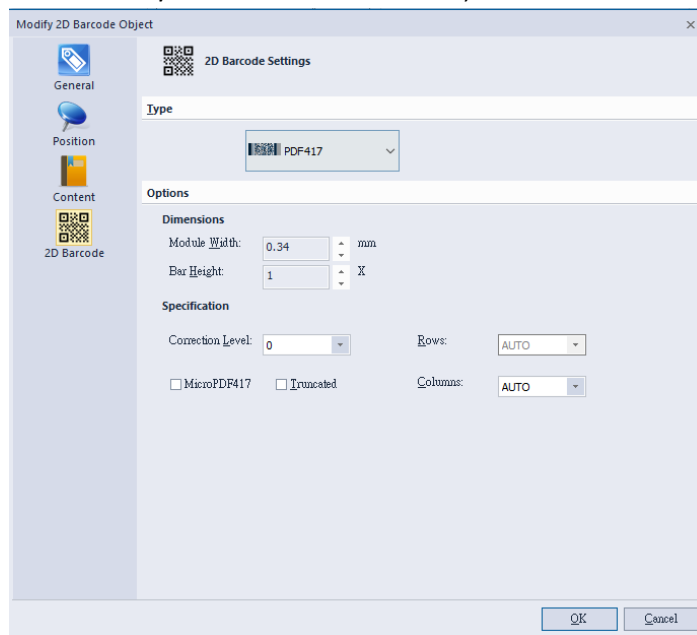 Modify 2D Barcode Object
General
Position
Content
2D Barcode
2D Barcode Settings
Type
PDF417
Options
Dimensions
Module Width: 0.34 mm
Bar Height: 1 X
Specification
Correction Level: 0 Rows: AUTO
MicroPDF417 Truncated Columns: AUTO
OK Cancel